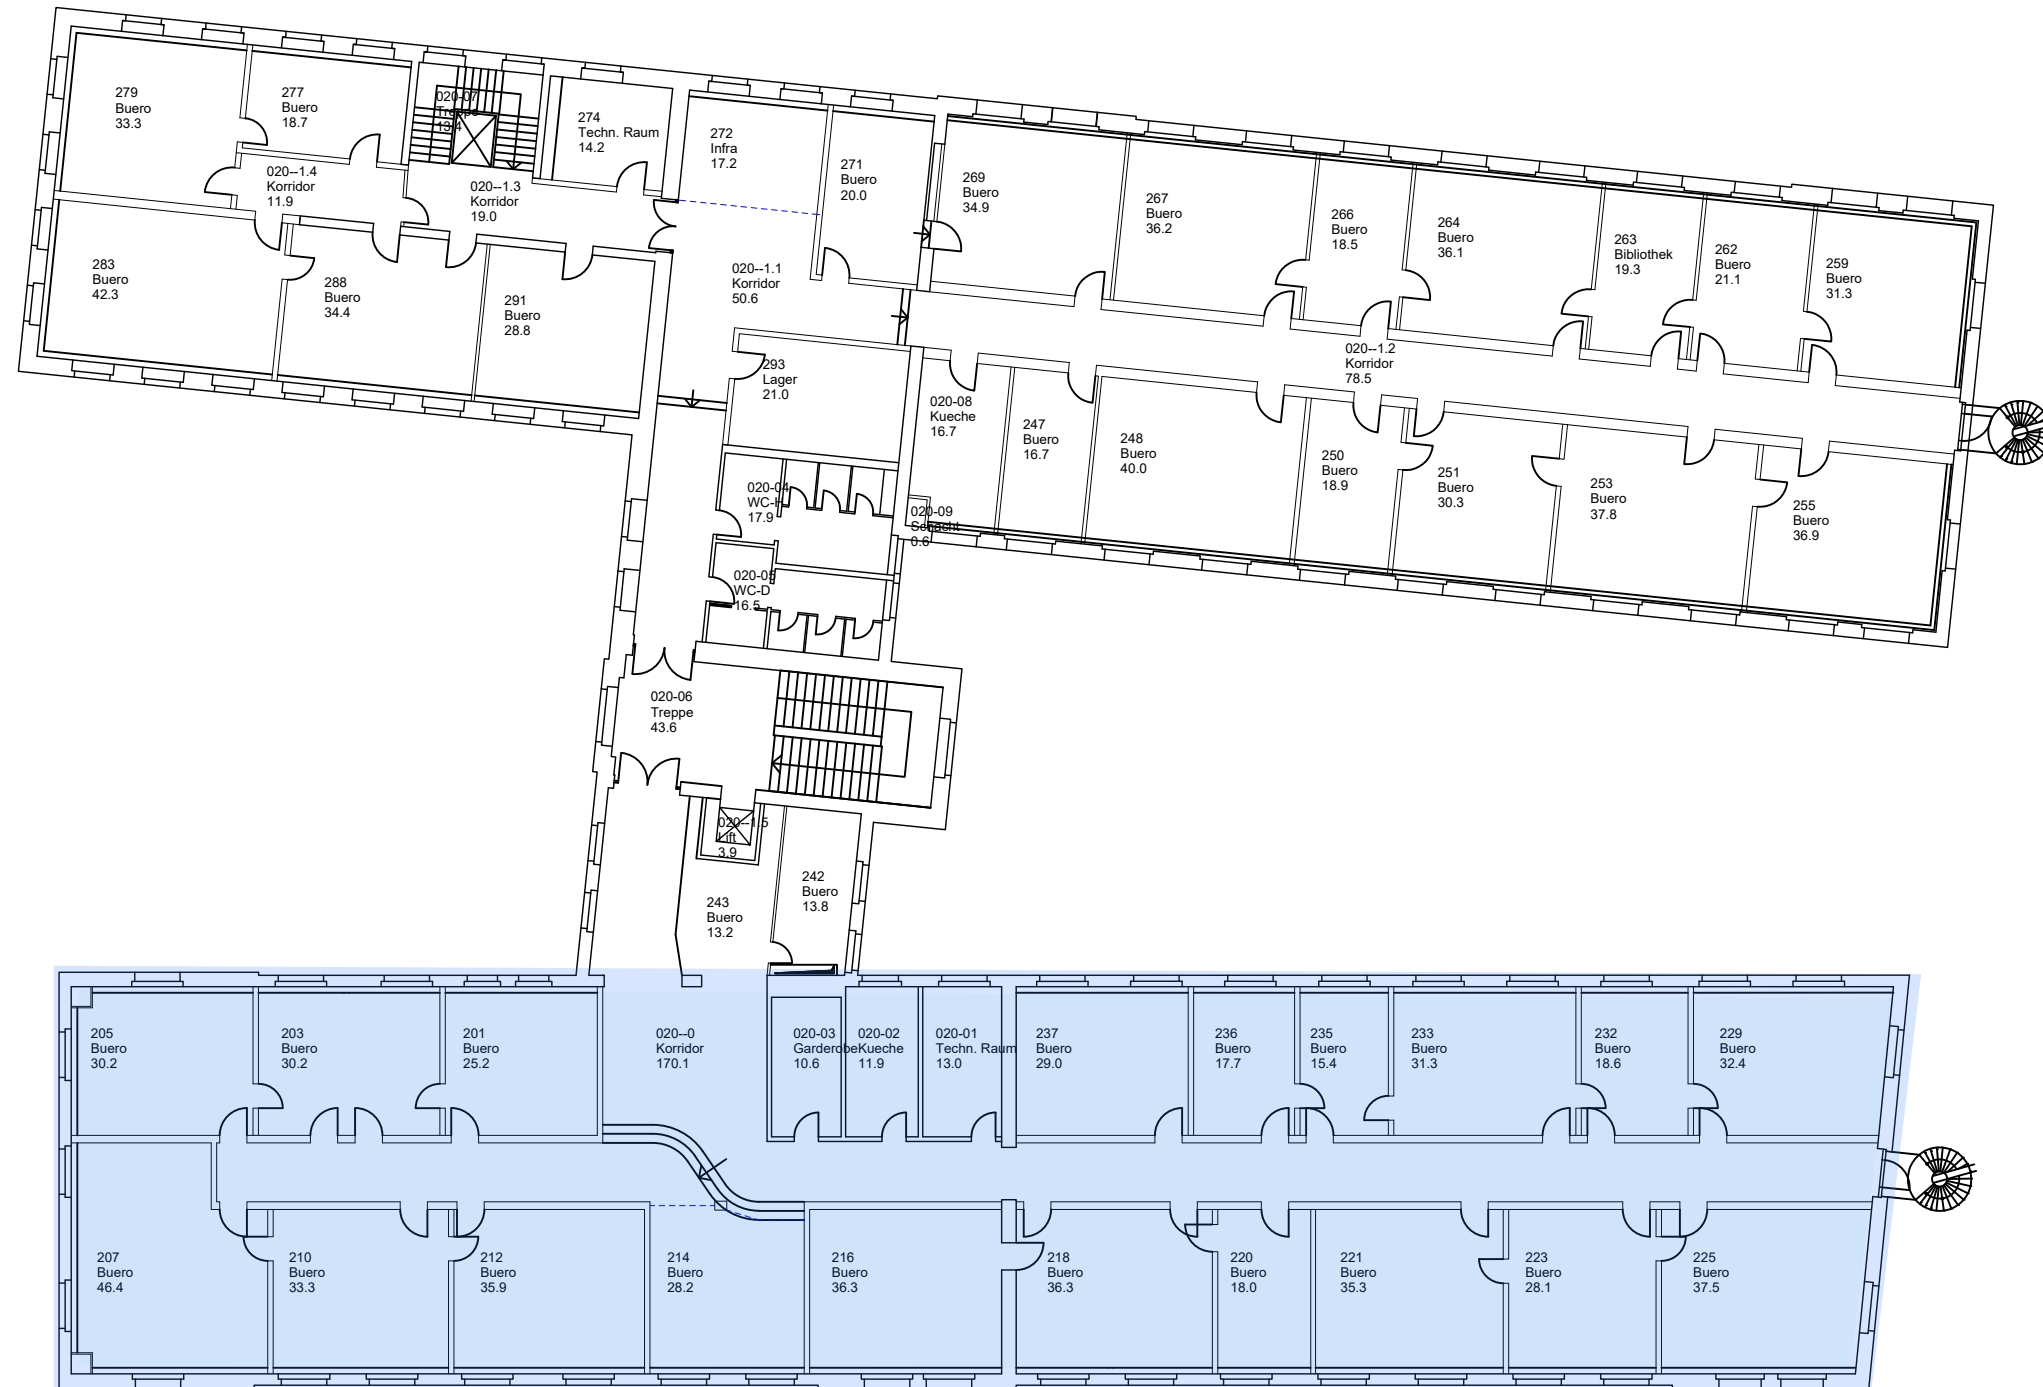 279
Buero
33.3
277
Buero
18.7
020-07
Treppe
13.4
274
Techn. Raum
14.2
272
Infra
17.2
271
Buero
20.0
269
Buero
34.9
267
Buero
36.2
266
Buero
18.5
264
Buero
36.1
263
Bibliothek
19.3
262
Buero
21.1
259
Buero
31.3
020--1.4
Korridor
11.9
020--1.3
Korridor
19.0
283
Buero
42.3
288
Buero
34.4
291
Buero
28.8
020--1.1
Korridor
50.6
293
Lager
21.0
020--1.2
Korridor
78.5
020-08
Kueche
16.7
247
Buero
16.7
248
Buero
40.0
250
Buero
18.9
251
Buero
30.3
253
Buero
37.8
255
Buero
36.9
020-04
WC-H
17.9
020-09
Schacht
0.6
020-05
WC-D
16.5
020-06
Treppe
43.6
020--1.5
Lift
3.9
242
Buero
13.8
243
Buero
13.2
205
Buero
30.2
203
Buero
30.2
201
Buero
25.2
020--0
Korridor
170.1
020-03
Garderobe
10.6
020-02
Kueche
11.9
020-01
Techn. Raum
13.0
237
Buero
29.0
236
Buero
17.7
235
Buero
15.4
233
Buero
31.3
232
Buero
18.6
229
Buero
32.4
207
Buero
46.4
210
Buero
33.3
212
Buero
35.9
214
Buero
28.2
216
Buero
36.3
218
Buero
36.3
220
Buero
18.0
221
Buero
35.3
223
Buero
28.1
225
Buero
37.5